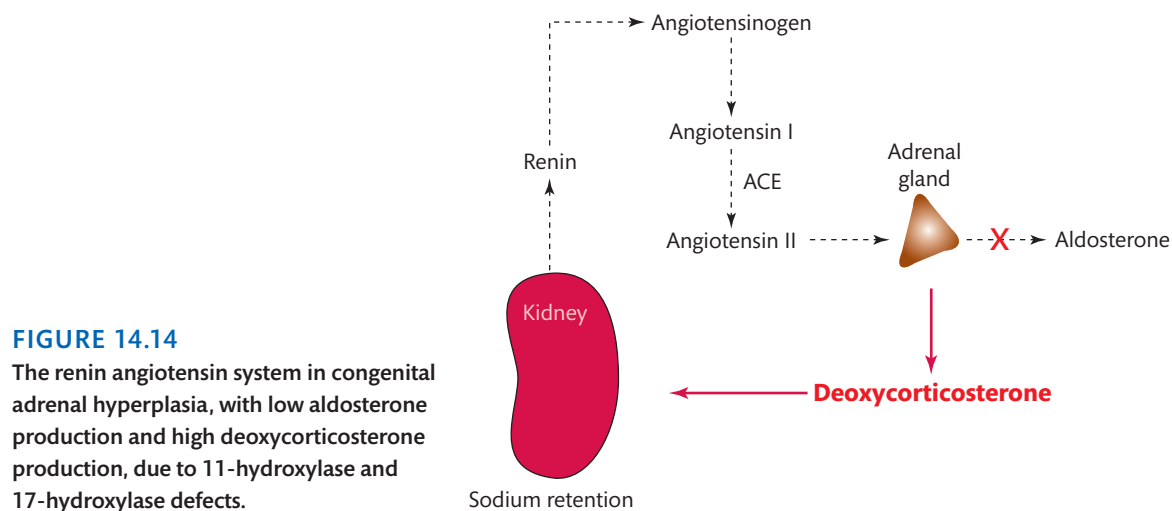 Angiotensinogen
Angiotensin I
Renin
ACE
Adrenal
gland
Angiotensin II
X
Aldosterone
Kidney
Deoxycorticosterone
Sodium retention
FIGURE 14.14
The renin angiotensin system in congenital
adrenal hyperplasia, with low aldosterone
production and high deoxycorticosterone
production, due to 11-hydroxylase and
17-hydroxylase defects.